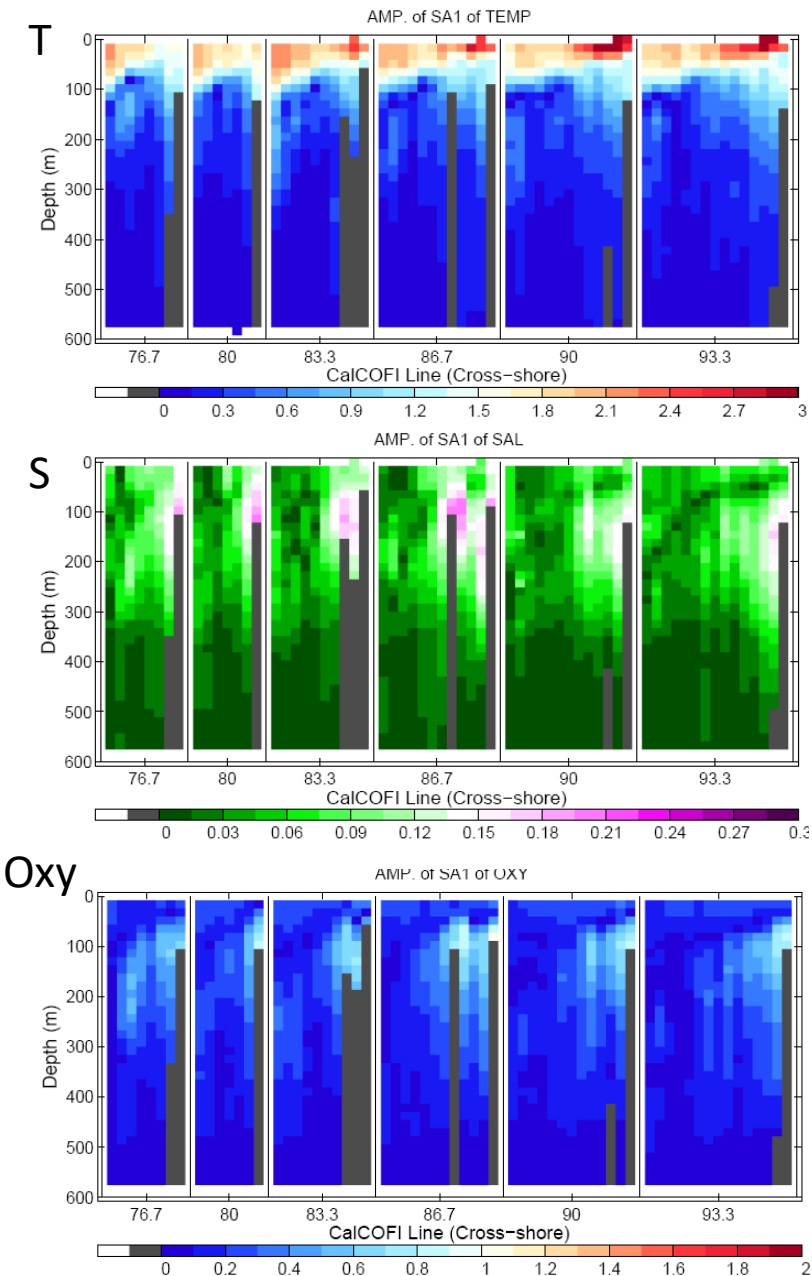 T
AMP. of SA1 of TEMP
0
100
200
300
400
500
600
Depth (m)
76.7 80 83.3 86.7 90 93.3
CalCOFI Line (Cross-shore)
0 0.3 0.6 0.9 1.2 1.5 1.8 2.1 2.4 2.7 3
S
AMP. of SA1 of SAL
0
100
200
300
400
500
600
Depth (m)
76.7 80 83.3 86.7 90 93.3
CalCOFI Line (Cross-shore)
0 0.03 0.06 0.09 0.12 0.15 0.18 0.21 0.24 0.27 0.3
Oxy
AMP. of SA1 of OXY
0
100
200
300
400
500
600
Depth (m)
76.7 80 83.3 86.7 90 93.3
CalCOFI Line (Cross-shore)
0 0.2 0.4 0.6 0.8 1 1.2 1.4 1.6 1.8 2